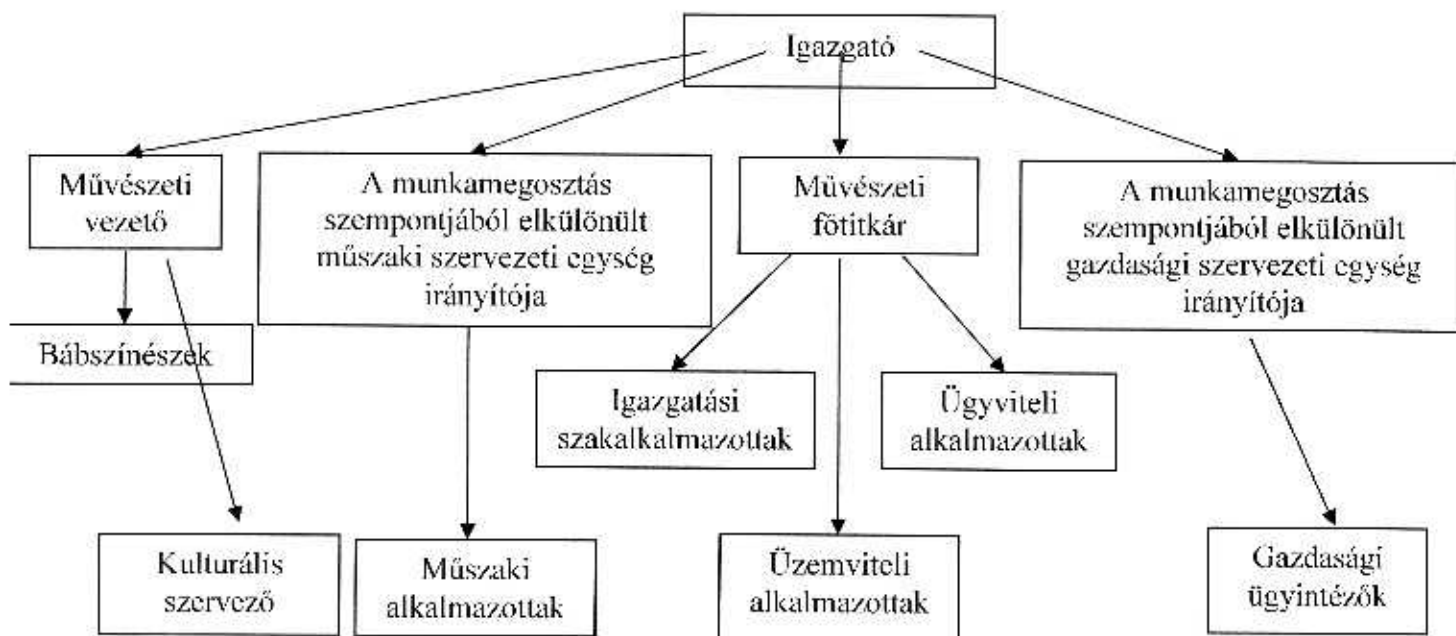 Igazgató
Művészeti
vezető
A munkamegosztás
szempontjából elkülönült
műszaki szervezeti egység
irányítója
Művészeti
főtitkár
A munkamegosztás
szempontjából elkülönült
gazdasági szervezeti egység
irányítója
Bábszínészek
Igazgatási
szakalkalmazottak
Ügyviteli
alkalmazottak
Kulturális
szervező
Műszaki
alkalmazottak
Üzemviteli
alkalmazottak
Gazdasági
ügyintézők